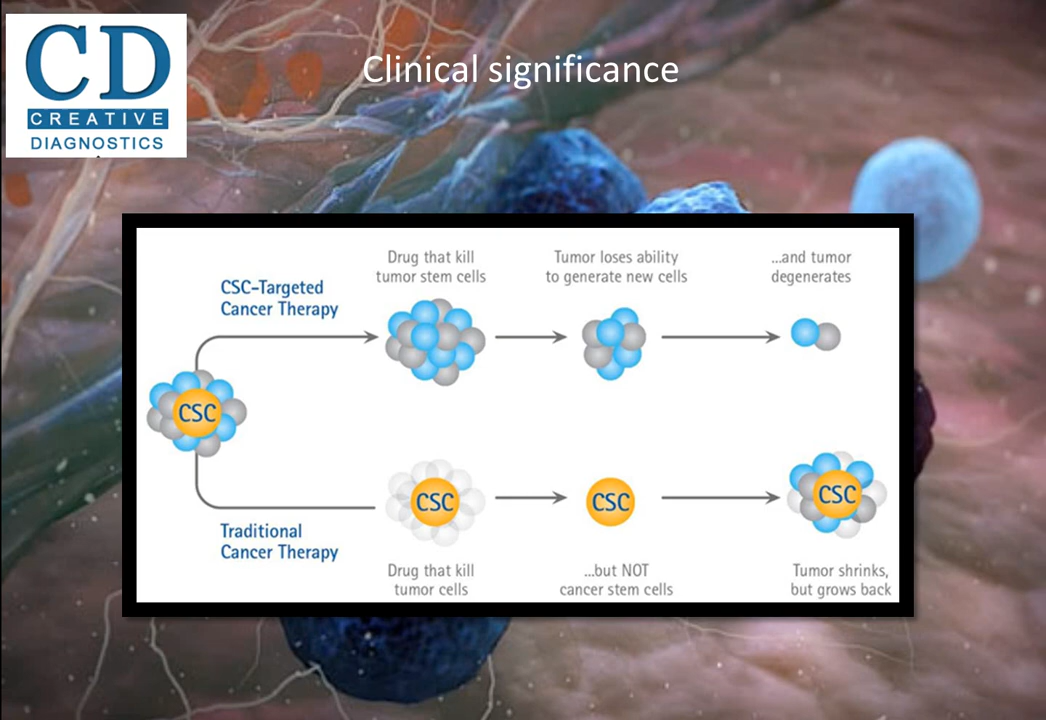 CD
CREATIVE
DIAGNOSTICS
Clinical significance
CSC-Targeted
Cancer Therapy
Drug that kill
tumor stem cells
Tumor loses ability
to generate new cells
...and tumor
degenerates
CSC
Traditional
Cancer Therapy
CSC
CSC
CSC
Drug that kill
tumor cells
...but NOT
cancer stem cells
Tumor shrinks,
but grows back